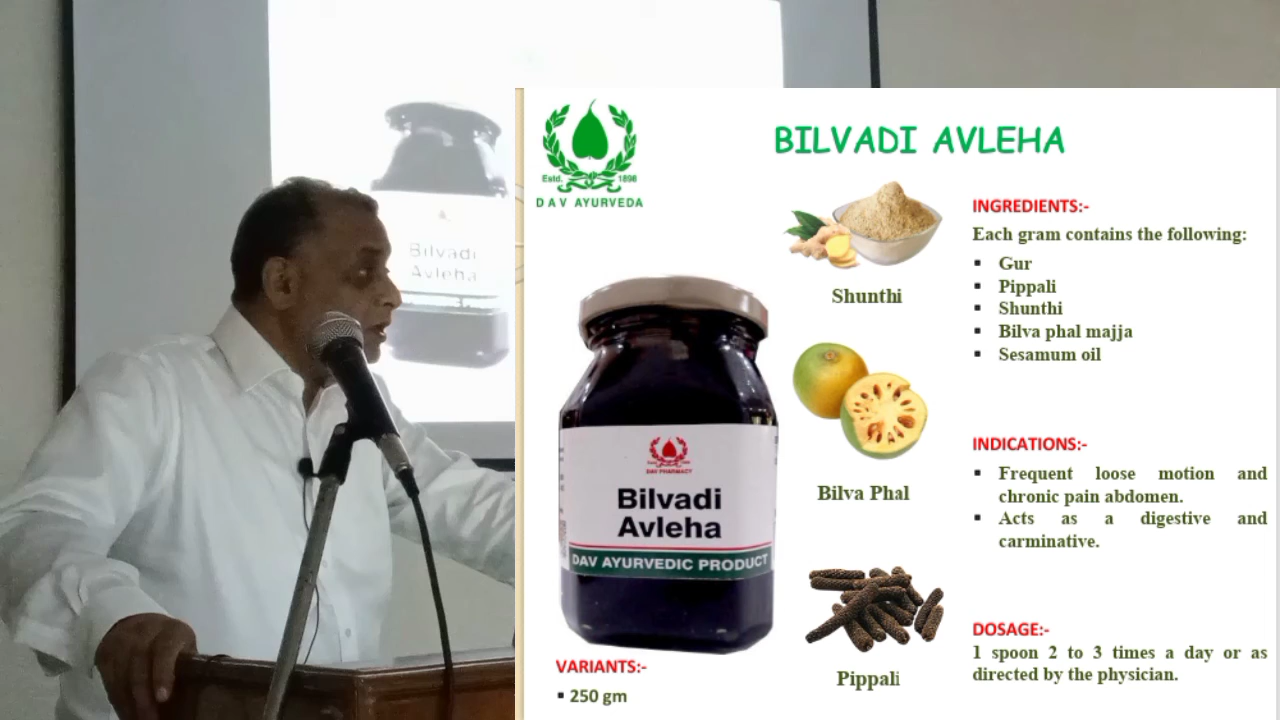 Bilvadi
Avleha
Estd. 1898
DAV AYURVEDA
BILVADI AVLEHA
Shunthi
Bilva Phal
Pippali
DAV PHARMACY
Bilvadi
Avleha
DAV AYURVEDIC PRODUCT
VARIANTS:-
▪ 250 gm
INGREDIENTS:-
Each gram contains the following:
▪ Gur
▪ Pippali
▪ Shunthi
▪ Bilva phal majja
▪ Sesamum oil
INDICATIONS:-
▪ Frequent loose motion and
chronic pain abdomen.
▪ Acts as a digestive and
carminative.
DOSAGE:-
1 spoon 2 to 3 times a day or as
directed by the physician.